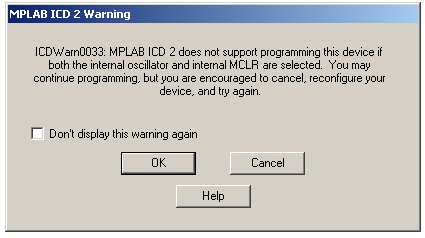 MPLAB ICD 2 Warning
ICDWarn0033: MPLAB ICD 2 does not support programming this device if
both the internal oscillator and internal MCLR are selected.  You may
continue programming, but you are encouraged to cancel, reconfigure your
device, and try again.
Don't display this warning again
OK
Cancel
Help